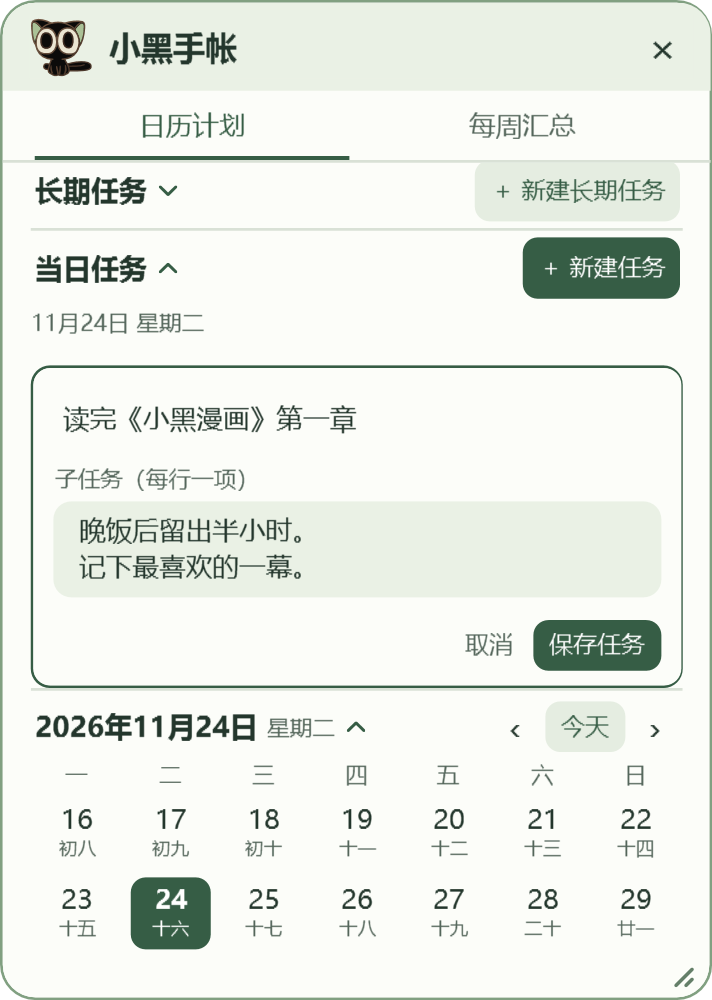 小黑手帐
×
日历计划 每周汇总
长期任务
+ 新建长期任务
当日任务
+ 新建任务
11月24日 星期二
读完《小黑漫画》第一章
子任务（每行一项）
晚饭后留出半小时。
记下最喜欢的一幕。
取消 保存任务
2026年11月24日 星期二 ‹ 今天 ›
一 二 三 四 五 六 日
16 17 18 19 20 21 22
初八 初九 初十 十一 十二 十三 十四
23 24 25 26 27 28 29
十五 十六 十七 十八 十九 二十 廿一